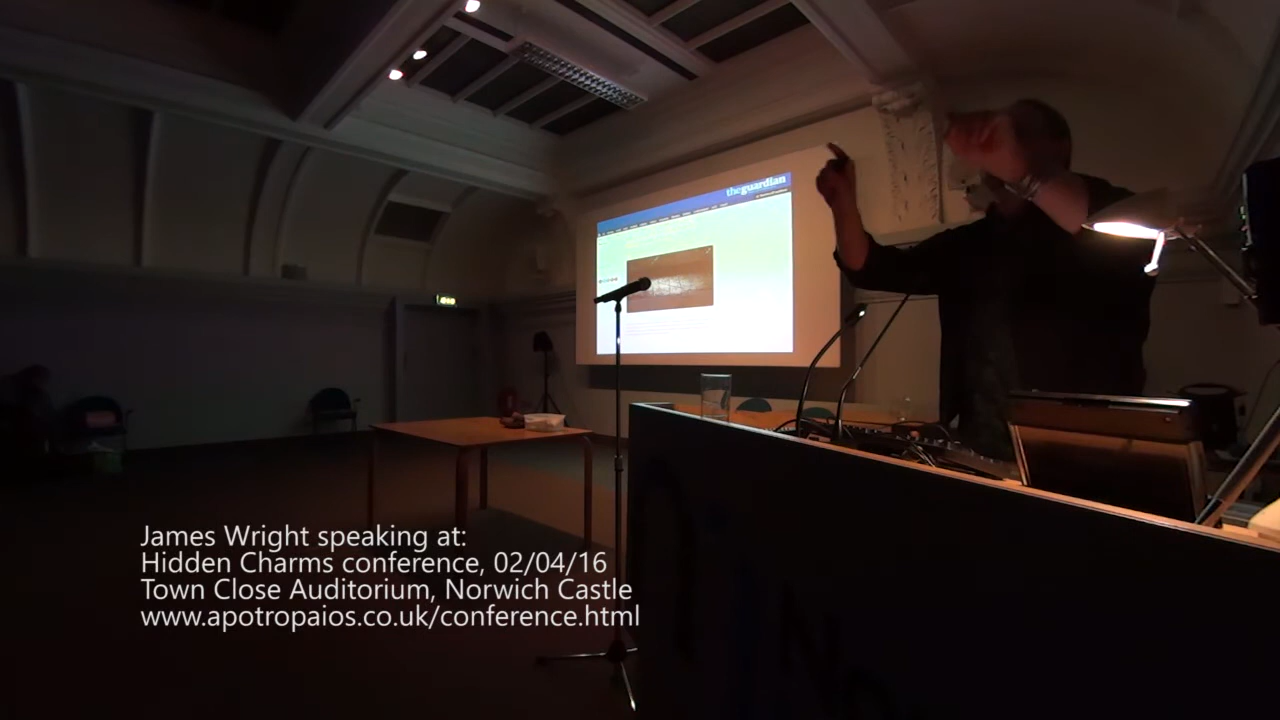 theguardian
James Wright speaking at:
Hidden Charms conference, 02/04/16
Town Close Auditorium, Norwich Castle
www.apotropaios.co.uk/conference.html